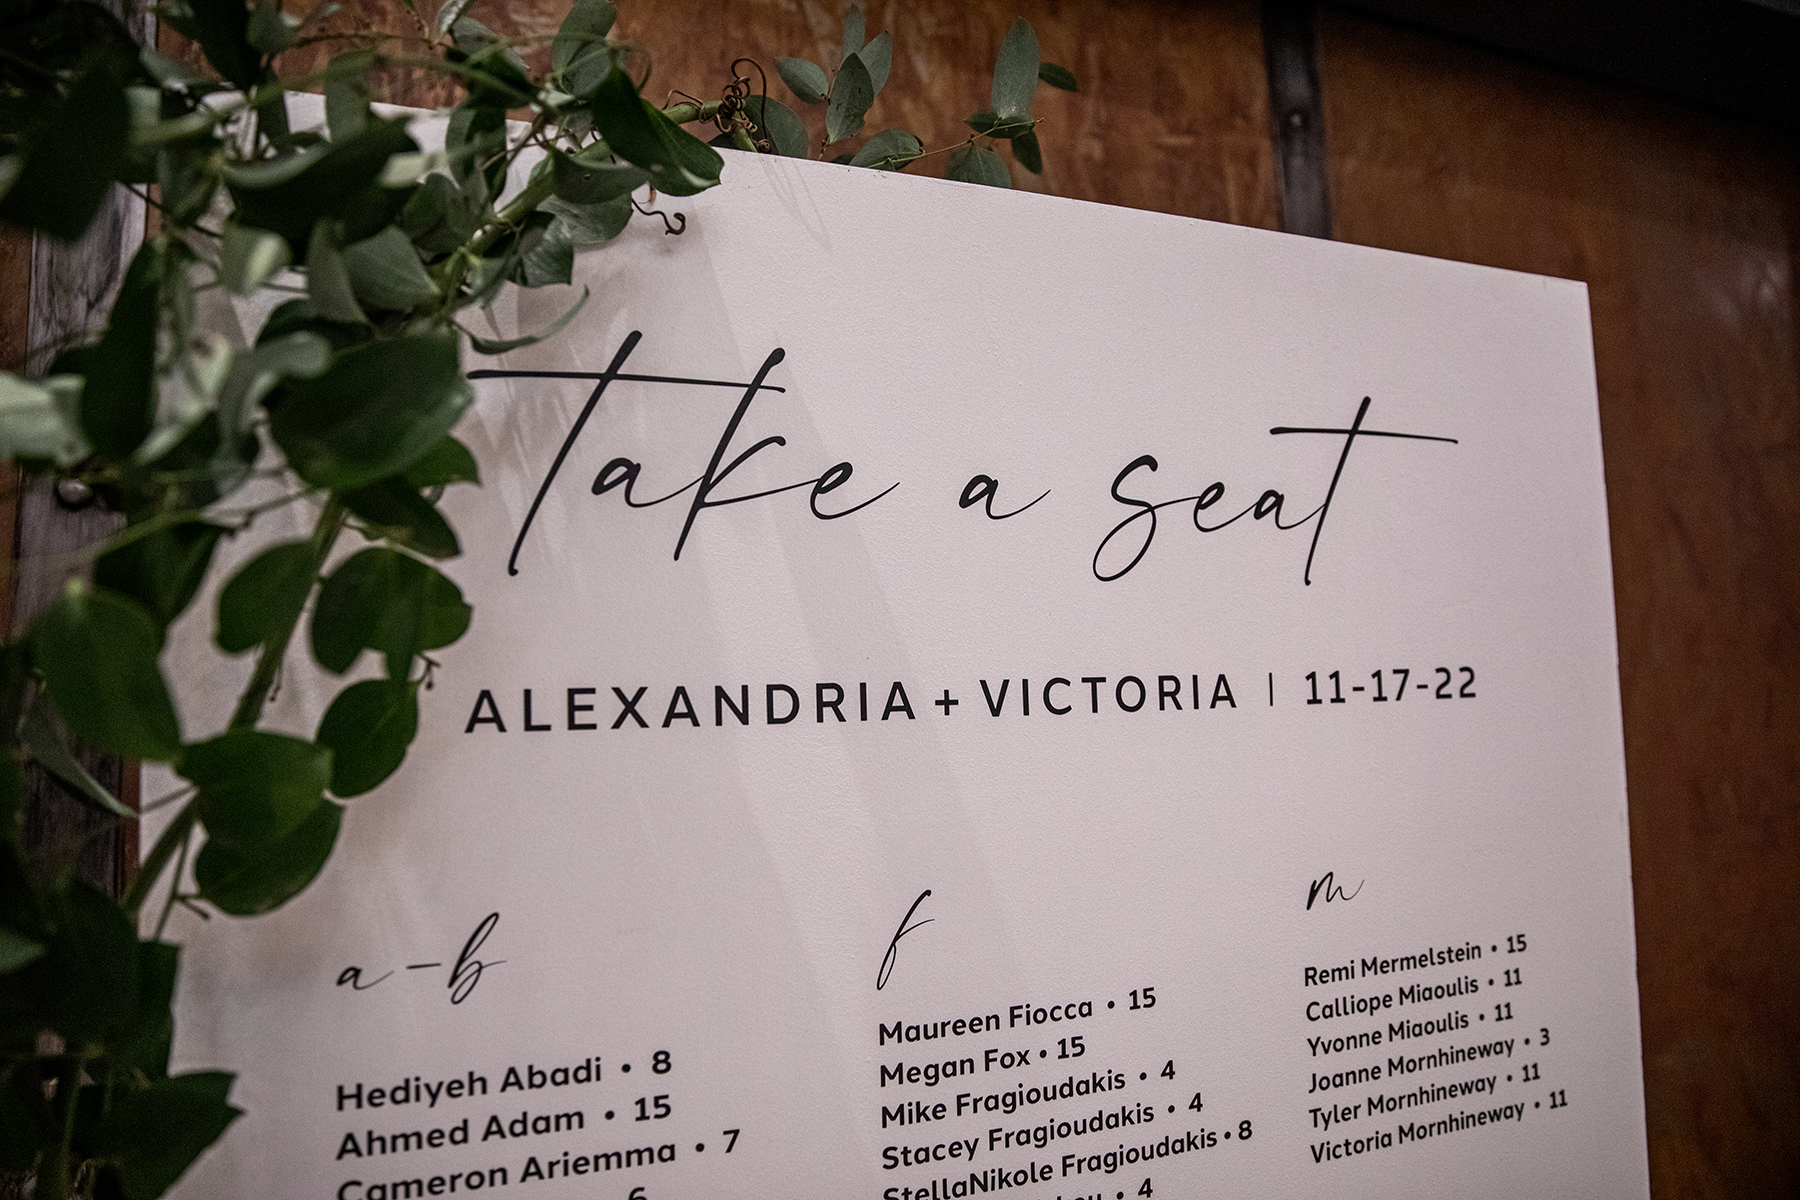 take a seat
ALEXANDRIA + VICTORIA | 11-17-22
a-b
Hediyeh Abadi • 8
Ahmed Adam • 15
Cameron Ariemma • 7
6
f
Maureen Fiocca • 15
Megan Fox • 15
Mike Fragioudakis • 4
Stacey Fragioudakis • 4
StellaNikole Fragioudakis • 8
• 4
m
Remi Mermelstein • 15
Calliope Miaoulis • 11
Yvonne Miaoulis • 11
Joanne Mornhineway • 3
Tyler Mornhineway • 11
Victoria Mornhineway • 11